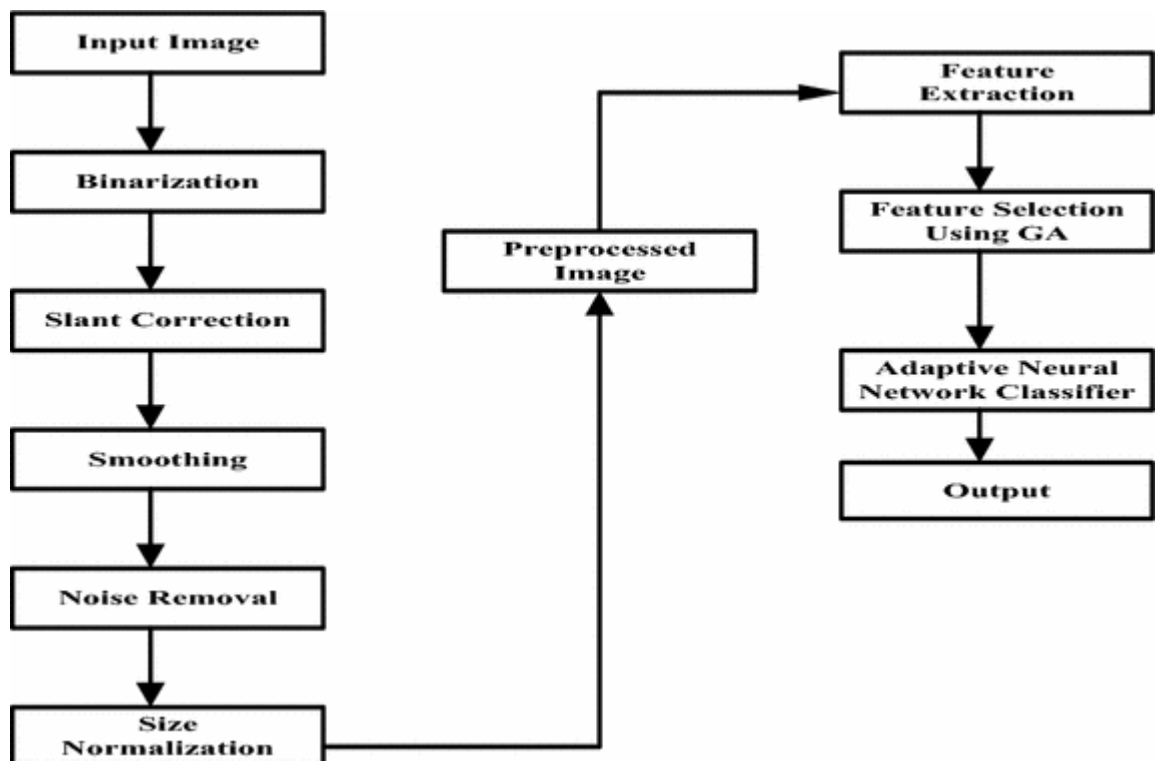 Input Image
Binarization
Slant Correction
Smoothing
Noise Removal
Size
Normalization
Preprocessed
Image
Feature
Extraction
Feature Selection
Using GA
Adaptive Neural
Network Classifier
Output